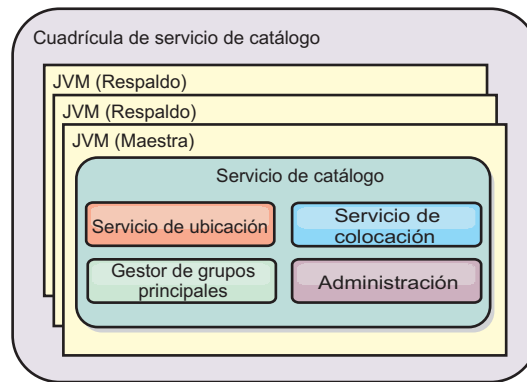 Cuadrícula de servicio de catálogo
JVM (Respaldo)
JVM (Respaldo)
JVM (Maestra)
Servicio de catálogo
Servicio de ubicación
Servicio de
colocación
Gestor de grupos
principales
Administración